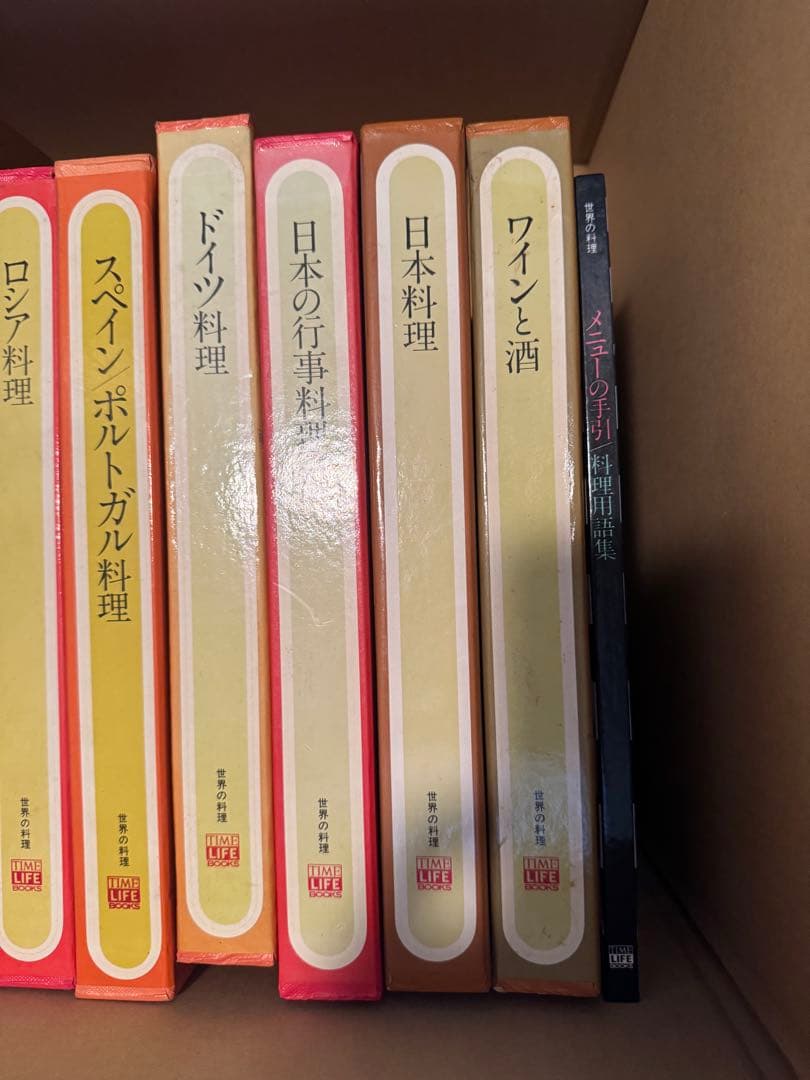 ロシア料理
世界の料理
TIME
LIFE
BOOKS
スペイン/ポルトガル料理
世界の料理
TIME
LIFE
BOOKS
ドイツ料理
世界の料理
TIME
LIFE
BOOKS
日本の行事料理
世界の料理
TIME
LIFE
BOOKS
日本料理
世界の料理
TIME
LIFE
BOOKS
ワインと酒
世界の料理
TIME
LIFE
BOOKS
世界の料理
メニューの手引/料理用語集
TIME
LIFE
BOOKS